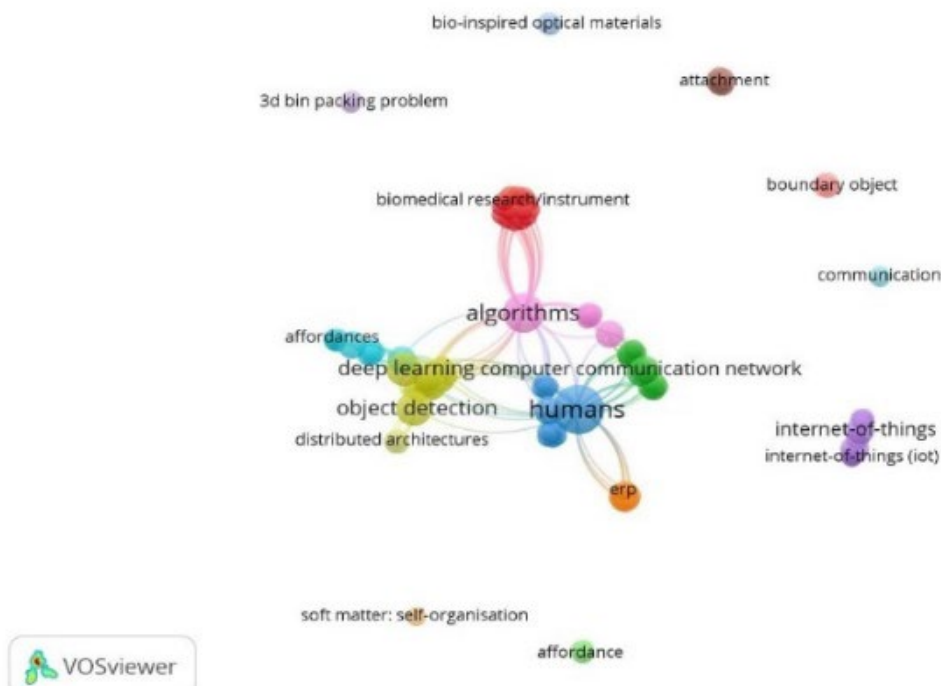 bio-inspired optical materials
attachment
3d bin packing problem
boundary object
biomedical research/instrument
communication
algorithms
affordances
deep learning computer communication network
object detection
humans
internet-of-things
distributed architectures
internet-of-things (iot)
erp
soft matter: self-organisation
affordance
VOSviewer